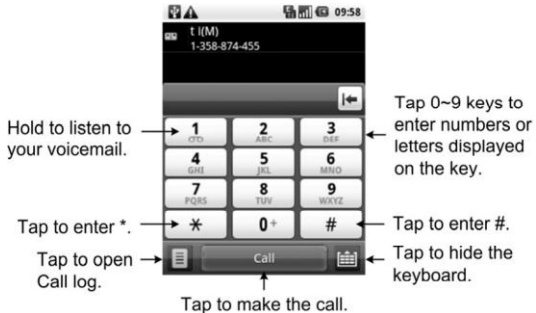 09:58
t l(M)
1-358-874-455
Hold to listen to
your voicemail.
1
2
ABC
3
DEF
Tap 0~9 keys to
enter numbers or
letters displayed
on the key.
4
GHI
5
JKL
6
MNO
7
PQRS
8
TUV
9
WXYZ
Tap to enter *.
*
0+
#
Tap to enter #.
Tap to open
Call log.
Call
Tap to hide the
keyboard.
Tap to make the call.